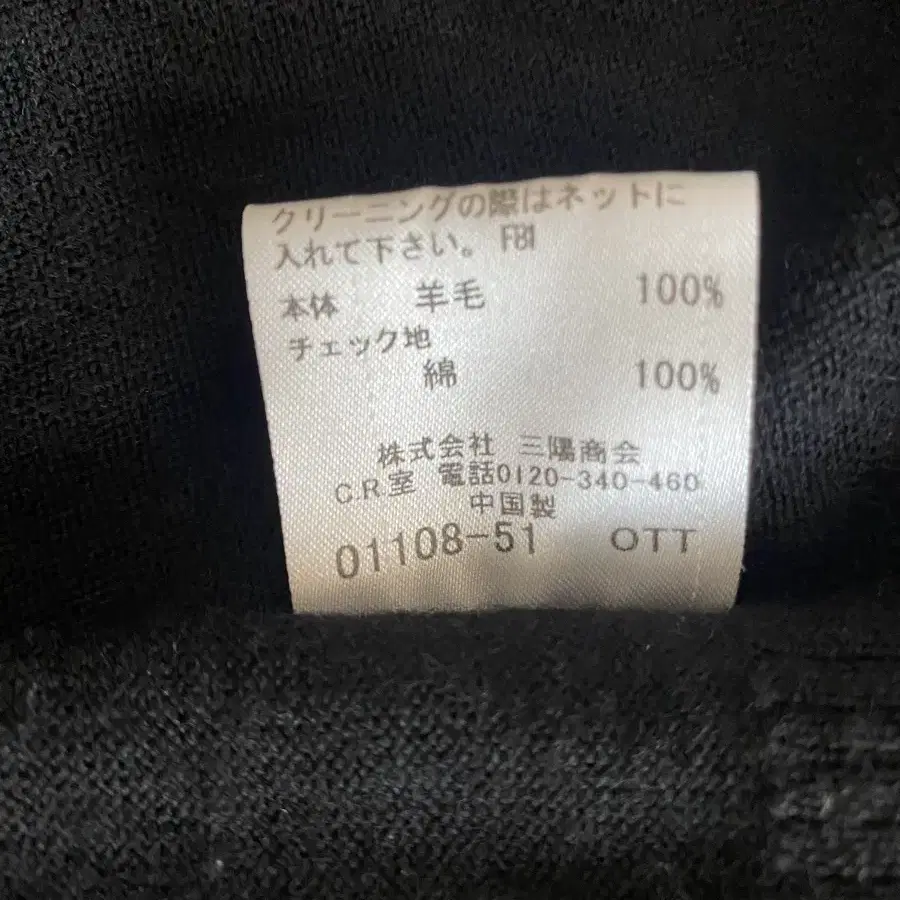 クリーニングの際はネットに
入れて下さい。 F81
本体 羊毛 100%
チェック地
綿 100%
株式会社 三陽商会
C.R室 電話0120-340-460
中国製
01108-51 OTT